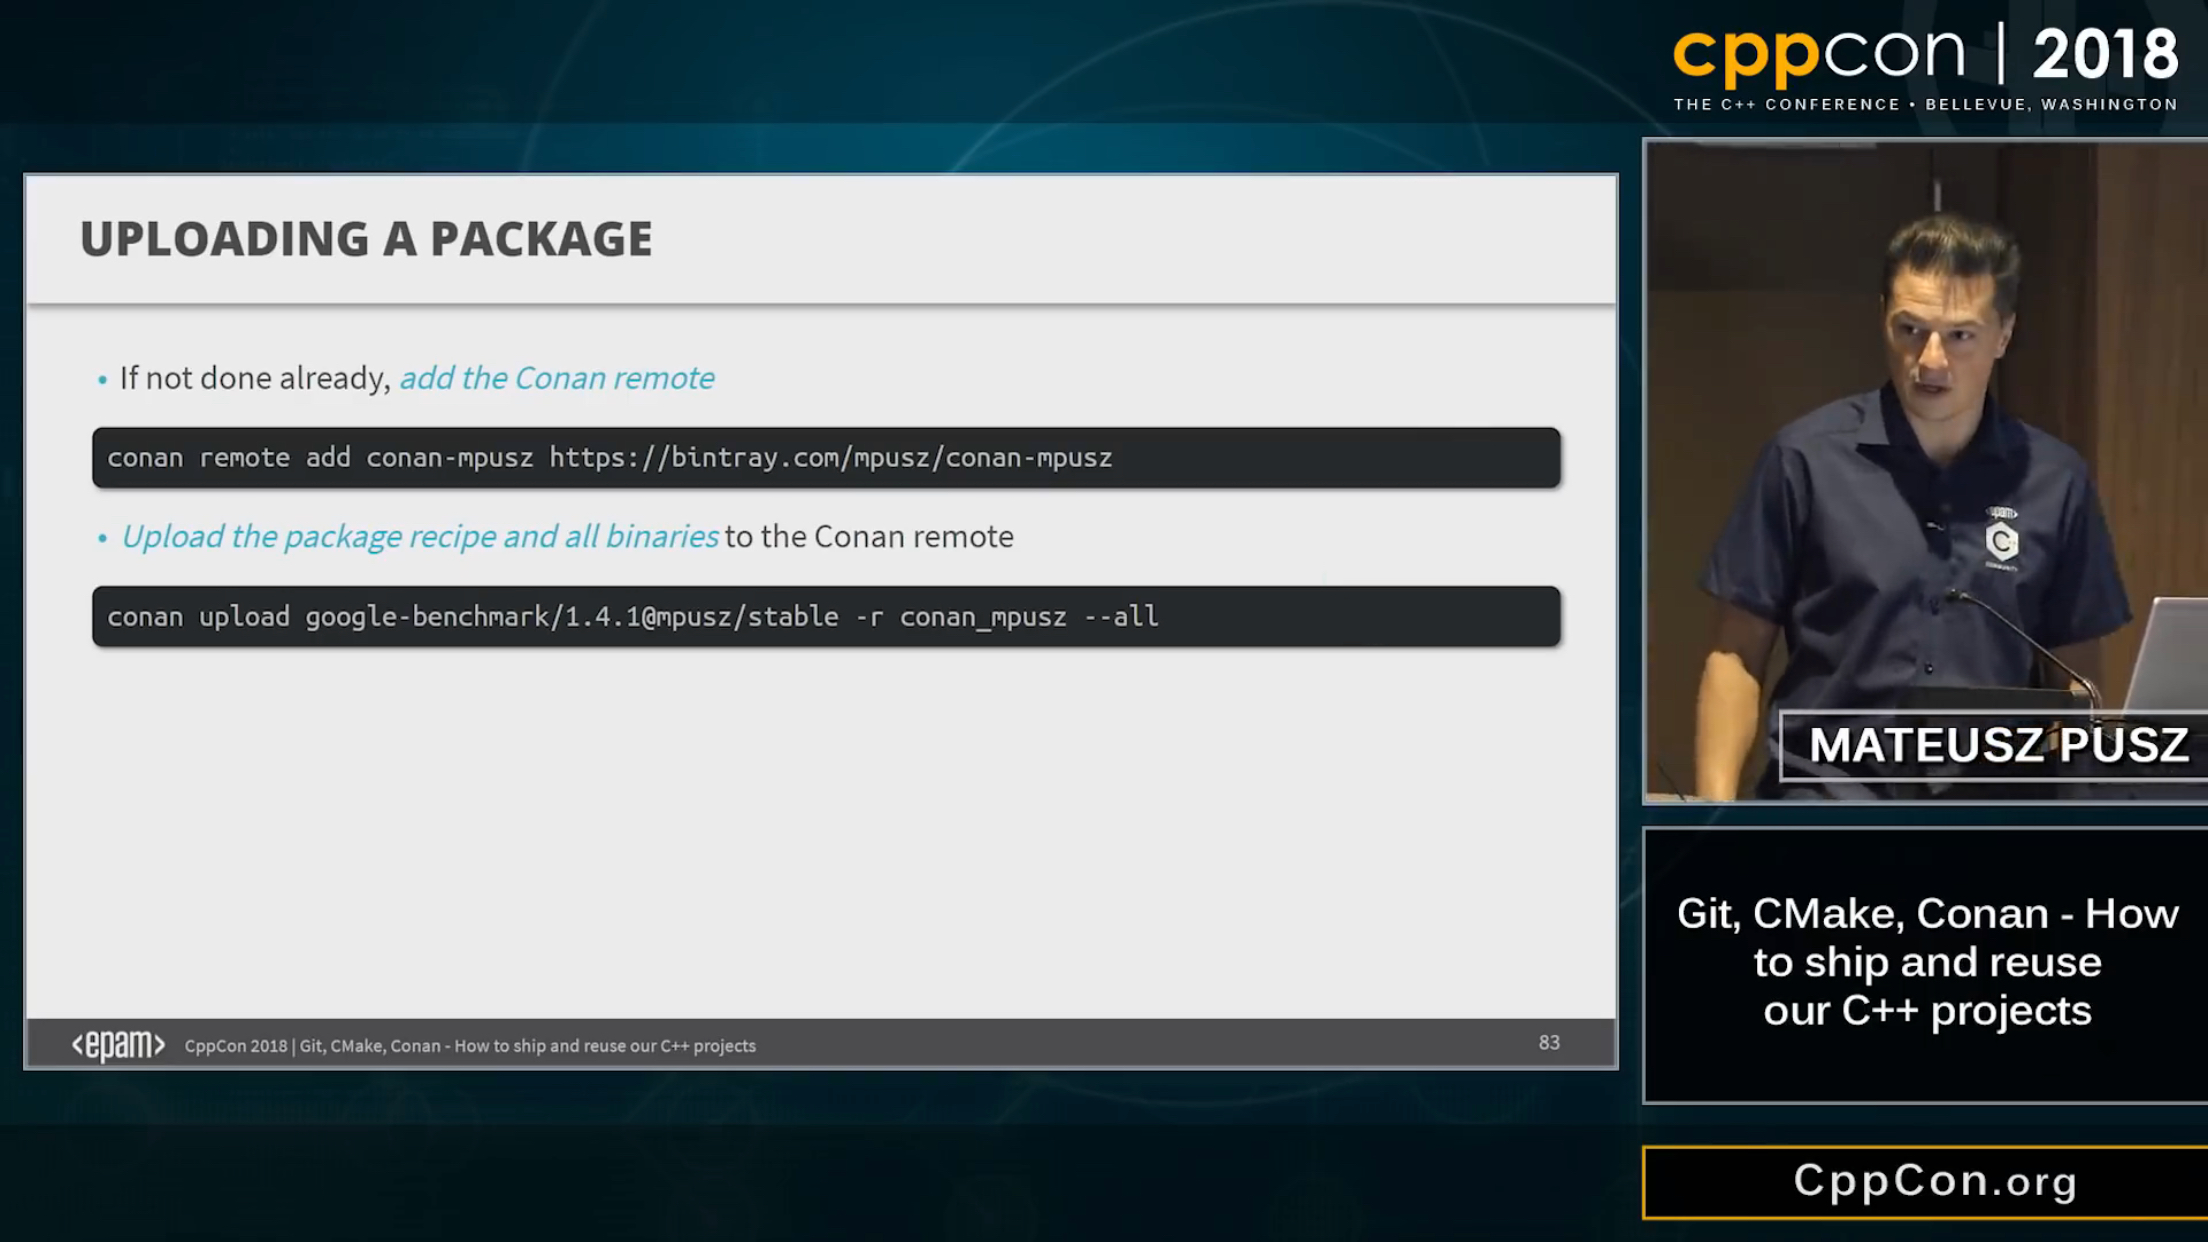 cppcon | 2018
THE C++ CONFERENCE • BELLEVUE, WASHINGTON
UPLOADING A PACKAGE
• If not done already, add the Conan remote
conan remote add conan-mpusz https://bintray.com/mpusz/conan-mpusz
• Upload the package recipe and all binaries to the Conan remote
conan upload google-benchmark/1.4.1@mpusz/stable -r conan_mpusz --all
<epam> CppCon 2018 | Git, CMake, Conan - How to ship and reuse our C++ projects
83
<epam>
C++
COMMUNITY
MATEUSZ PUSZ
Git, CMake, Conan - How
to ship and reuse
our C++ projects
CppCon.org